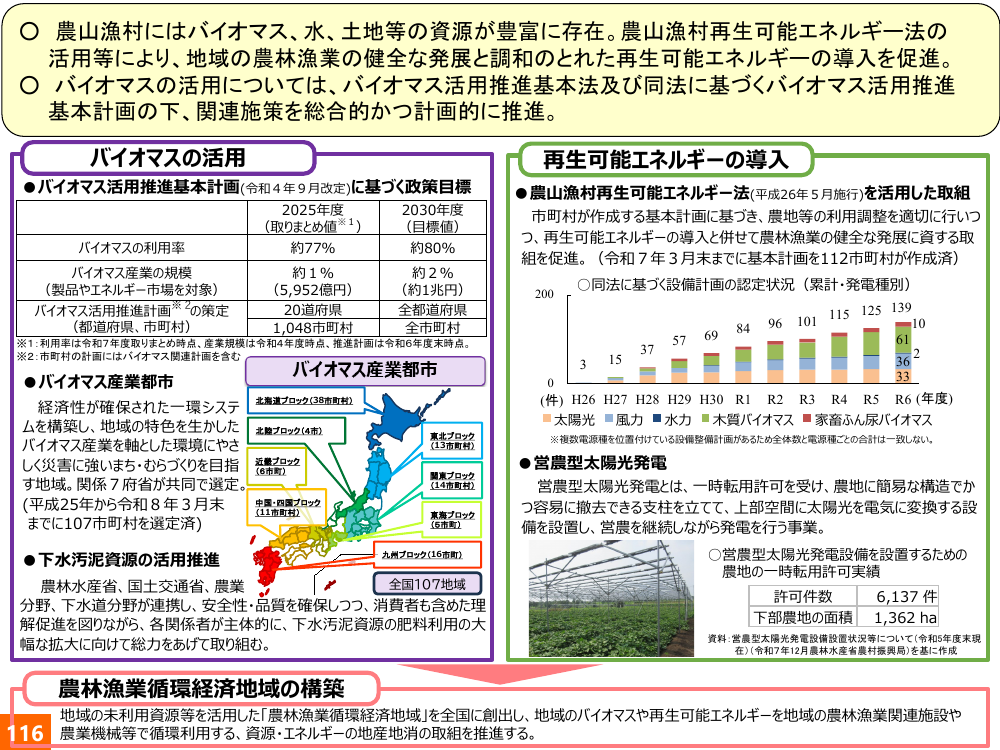 ○ 農山漁村にはバイオマス、水、土地等の資源が豊富に存在。農山漁村再生可能エネルギー法の
活用等により、地域の農林漁業の健全な発展と調和のとれた再生可能エネルギーの導入を促進。
○ バイオマスの活用については、バイオマス活用推進基本法及び同法に基づくバイオマス活用推進
基本計画の下、関連施策を総合的かつ計画的に推進。
バイオマスの活用
●バイオマス活用推進基本計画(令和4年9月改定)に基づく政策目標
2025年度
(取りまとめ値※1)
2030年度
(目標値)
バイオマスの利用率 約77% 約80%
バイオマス産業の規模
(製品やエネルギー市場を対象)
約1%
(5,952億円)
約2%
(約1兆円)
バイオマス活用推進計画※2の策定
(都道府県、市町村)
20道府県 全都道府県
1,048市町村 全市町村
※1:利用率は令和7年度取りまとめ時点、産業規模は令和4年度時点、推進計画は令和6年度末時点。
※2:市町村の計画にはバイオマス関連計画を含む
●バイオマス産業都市
経済性が確保された一環システ
ムを構築し、地域の特色を生かした
バイオマス産業を軸とした環境にやさ
しく災害に強いまち・むらづくりを目指
す地域。関係7府省が共同で選定。
(平成25年から令和8年3月末
までに107市町村を選定済)
バイオマス産業都市
北海道ブロック(38市町村)
北陸ブロック(4市)
近畿ブロック
(6市町)
中国・四国ブロック
(11市町村)
東北ブロック
(13市町村)
関東ブロック
(14市町村)
東海ブロック
(5市町)
九州ブロック(16市町)
全国107地域
●下水汚泥資源の活用推進
農林水産省、国土交通省、農業
分野、下水道分野が連携し、安全性・品質を確保しつつ、消費者も含めた理
解促進を図りながら、各関係者が主体的に、下水汚泥資源の肥料利用の大
幅な拡大に向けて総力をあげて取り組む。
再生可能エネルギーの導入
●農山漁村再生可能エネルギー法(平成26年5月施行)を活用した取組
市町村が作成する基本計画に基づき、農地等の利用調整を適切に行いつ
つ、再生可能エネルギーの導入と併せて農林漁業の健全な発展に資する取
組を促進。(令和7年3月末までに基本計画を112市町村が作成済)
○同法に基づく設備計画の認定状況(累計・発電種別)
200
0
(件)
3 15 37 57 69 84 96 101 115 125 139
10
61
2
36
33
H26 H27 H28 H29 H30 R1 R2 R3 R4 R5 R6 (年度)
太陽光 風力 水力 木質バイオマス 家畜ふん尿バイオマス
※複数電源種を位置付けている設備整備計画があるため全体数と電源種ごとの合計は一致しない。
●営農型太陽光発電
営農型太陽光発電とは、一時転用許可を受け、農地に簡易な構造でか
つ容易に撤去できる支柱を立てて、上部空間に太陽光を電気に変換する設
備を設置し、営農を継続しながら発電を行う事業。
○営農型太陽光発電設備を設置するための
農地の一時転用許可実績
許可件数 6,137 件
下部農地の面積 1,362 ha
資料:営農型太陽光発電設備設置状況等について(令和5年度末現
在)(令和7年12月農林水産省農村振興局)を基に作成
農林漁業循環経済地域の構築
地域の未利用資源等を活用した「農林漁業循環経済地域」を全国に創出し、地域のバイオマスや再生可能エネルギーを地域の農林漁業関連施設や
農業機械等で循環利用する、資源・エネルギーの地産地消の取組を推進する。
116